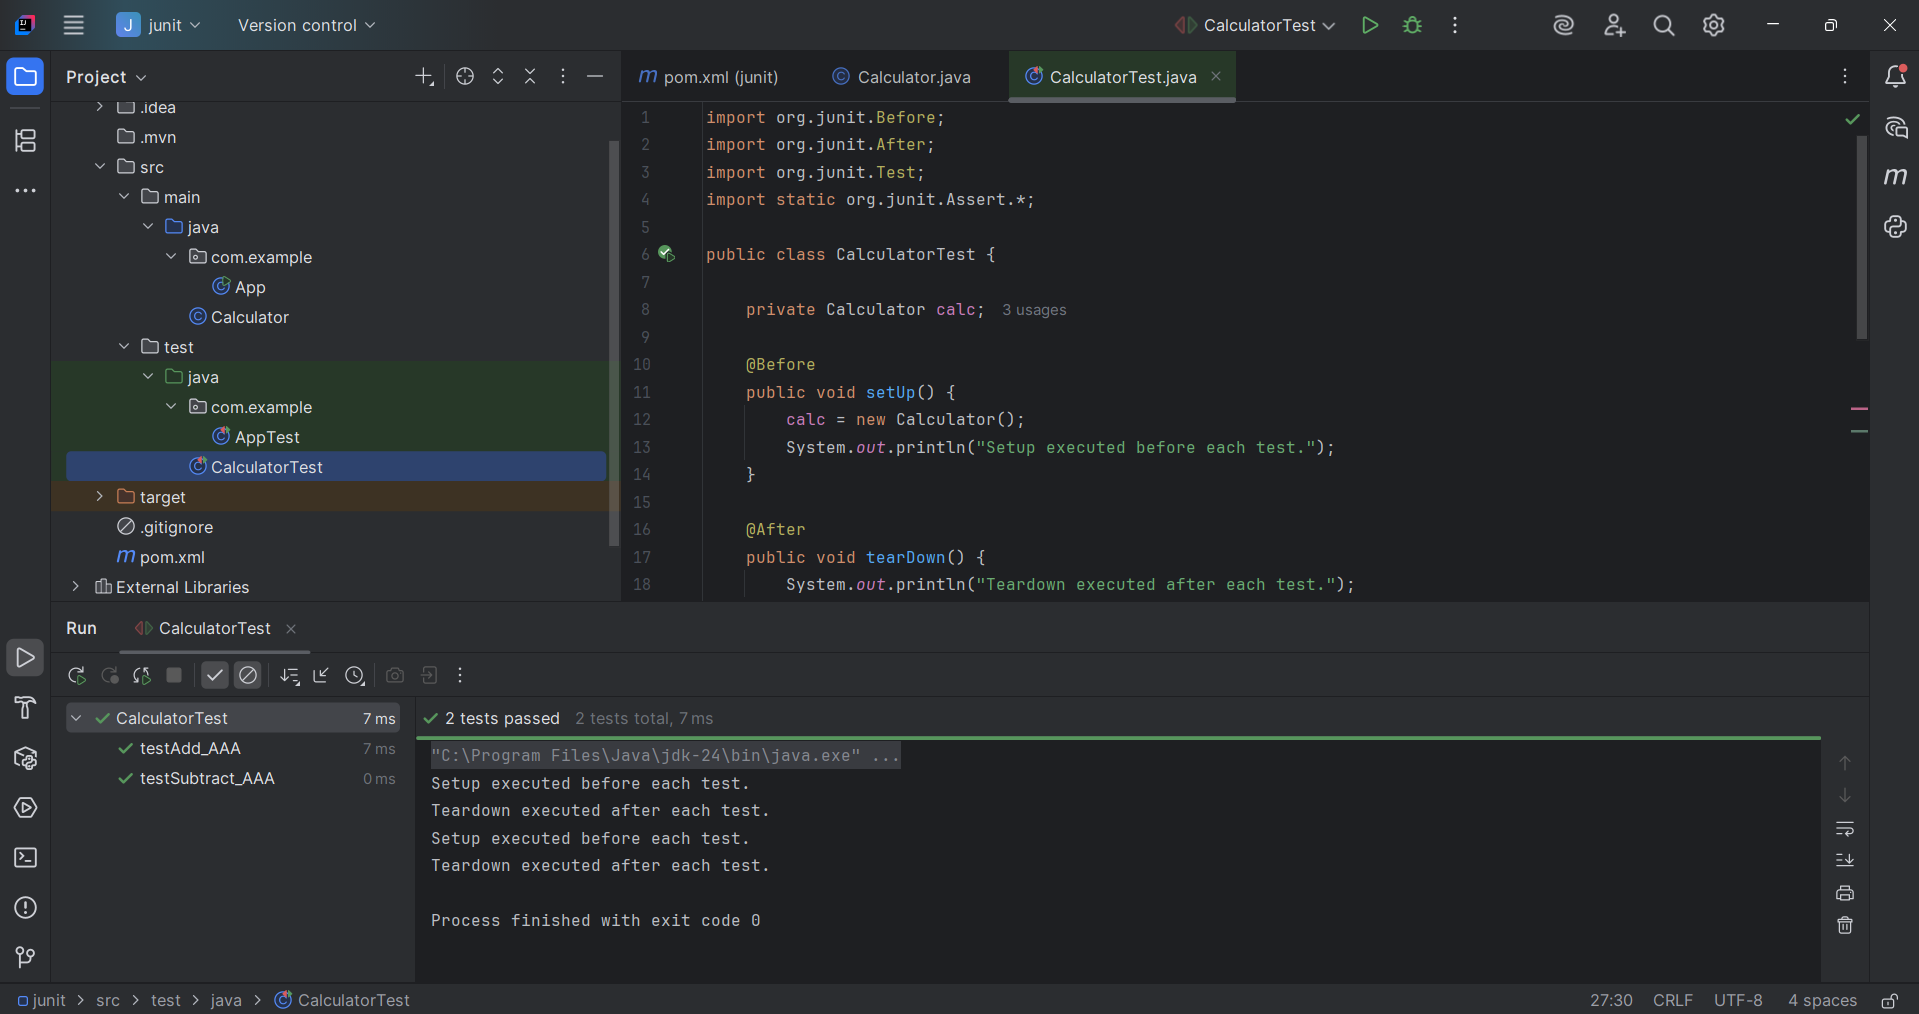 J junit Version control CalculatorTest
Project
pom.xml (junit) Calculator.java CalculatorTest.java
.idea
.mvn
src
main
java
com.example
App
Calculator
test
java
com.example
AppTest
CalculatorTest
target
.gitignore
m pom.xml
External Libraries
1 import org.junit.Before;
2 import org.junit.After;
3 import org.junit.Test;
4 import static org.junit.Assert.*;
5
6 public class CalculatorTest {
7
8 private Calculator calc; 3 usages
9
10 @Before
11 public void setUp() {
12 calc = new Calculator();
13 System.out.println("Setup executed before each test.");
14 }
15
16 @After
17 public void tearDown() {
18 System.out.println("Teardown executed after each test.");
Run CalculatorTest
CalculatorTest 7 ms
testAdd_AAA 7 ms
testSubtract_AAA 0 ms
2 tests passed 2 tests total, 7 ms
"C:\Program Files\Java\jdk-24\bin\java.exe" ...
Setup executed before each test.
Teardown executed after each test.
Setup executed before each test.
Teardown executed after each test.
Process finished with exit code 0
junit > src > test > java > CalculatorTest 27:30 CRLF UTF-8 4 spaces